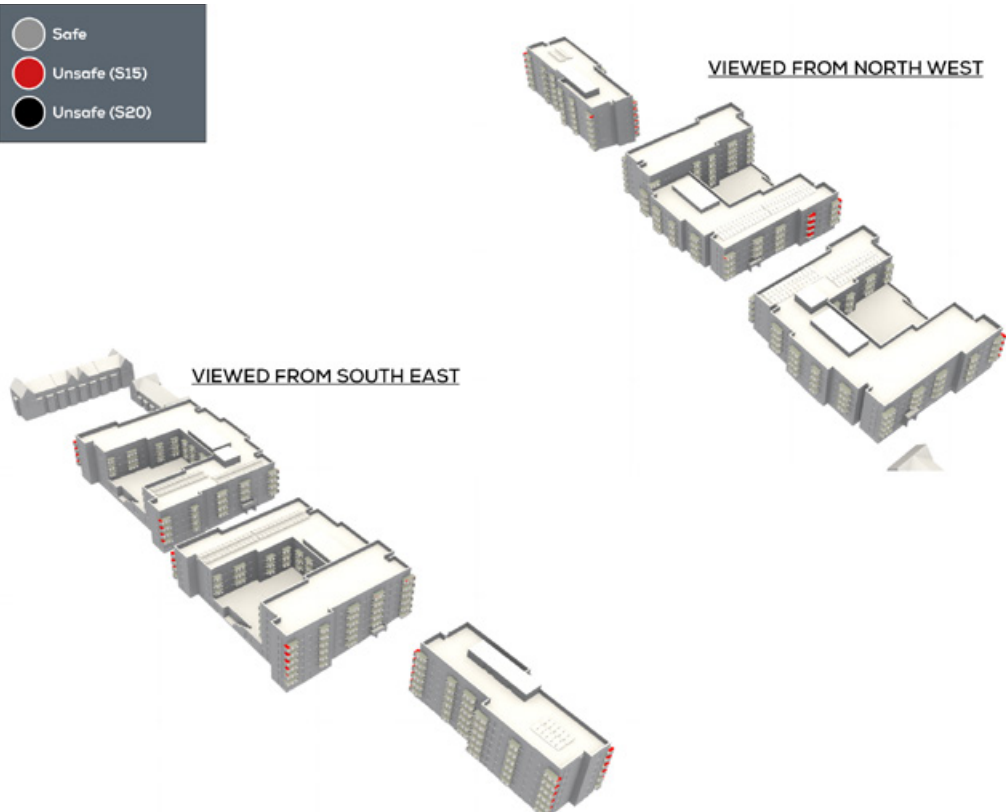 Safe
Unsafe (S15)
Unsafe (S20)
VIEWED FROM NORTH WEST
VIEWED FROM SOUTH EAST